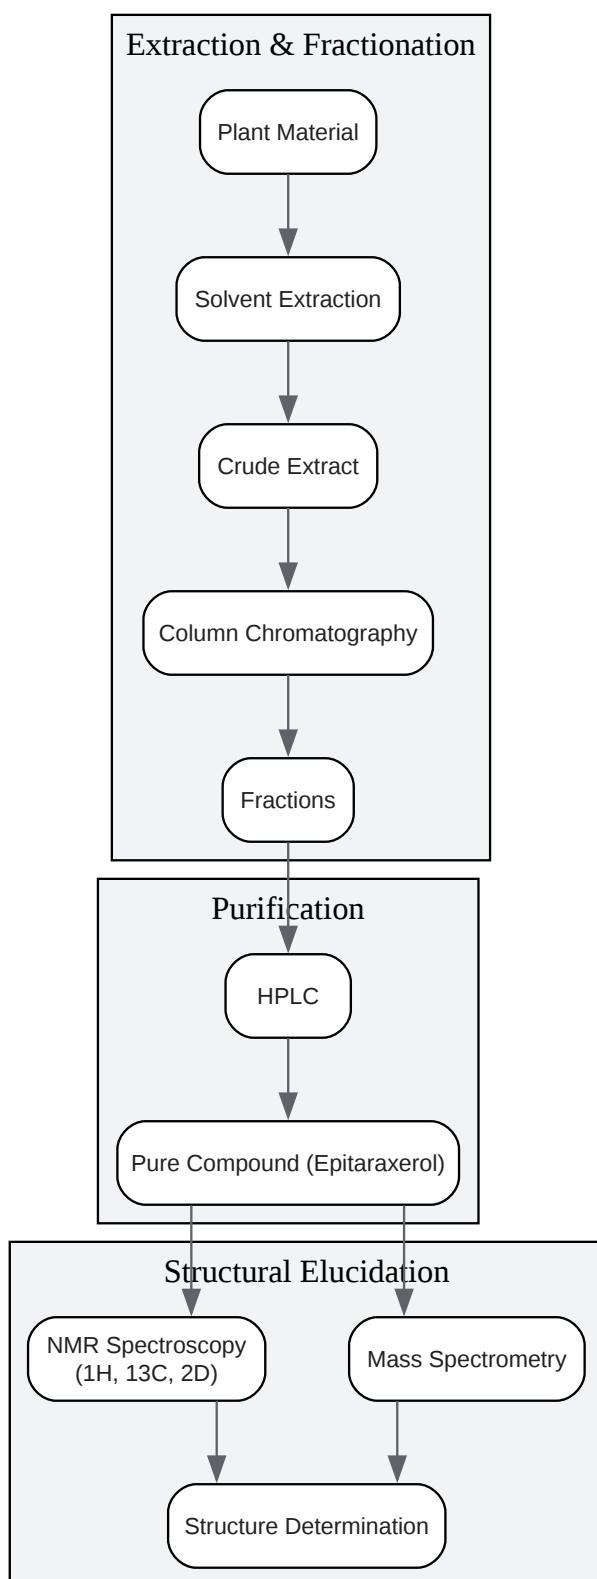 Extraction & Fractionation
Plant Material
Solvent Extraction
Crude Extract
Column Chromatography
Fractions
Purification
HPLC
Pure Compound (Epitaraxerol)
Structural Elucidation
NMR Spectroscopy
(1H, 13C, 2D)
Mass Spectrometry
Structure Determination